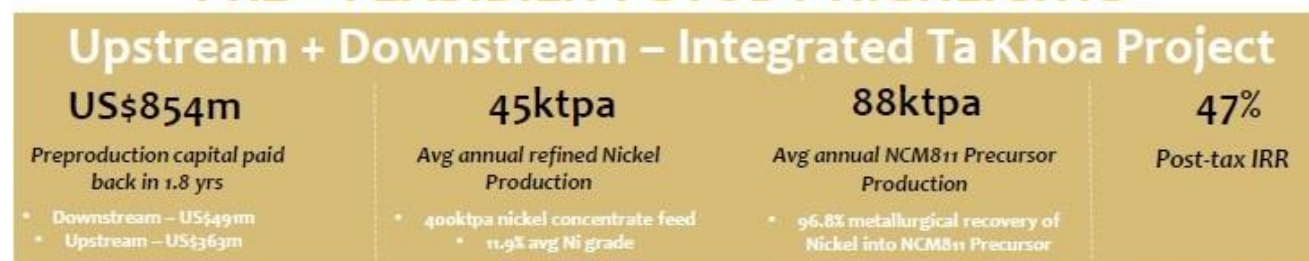 Upstream + Downstream – Integrated Ta Khoa Project
US$854m
Preproduction capital paid
back in 1.8 yrs
• Downstream – US$491m
• Upstream – US$363m
45ktpa
Avg annual refined Nickel
Production
• 400ktpa nickel concentrate feed
• 11.9% avg Ni grade
88ktpa
Avg annual NCM811 Precursor
Production
• 96.8% metallurgical recovery of
Nickel into NCM811 Precursor
47%
Post-tax IRR